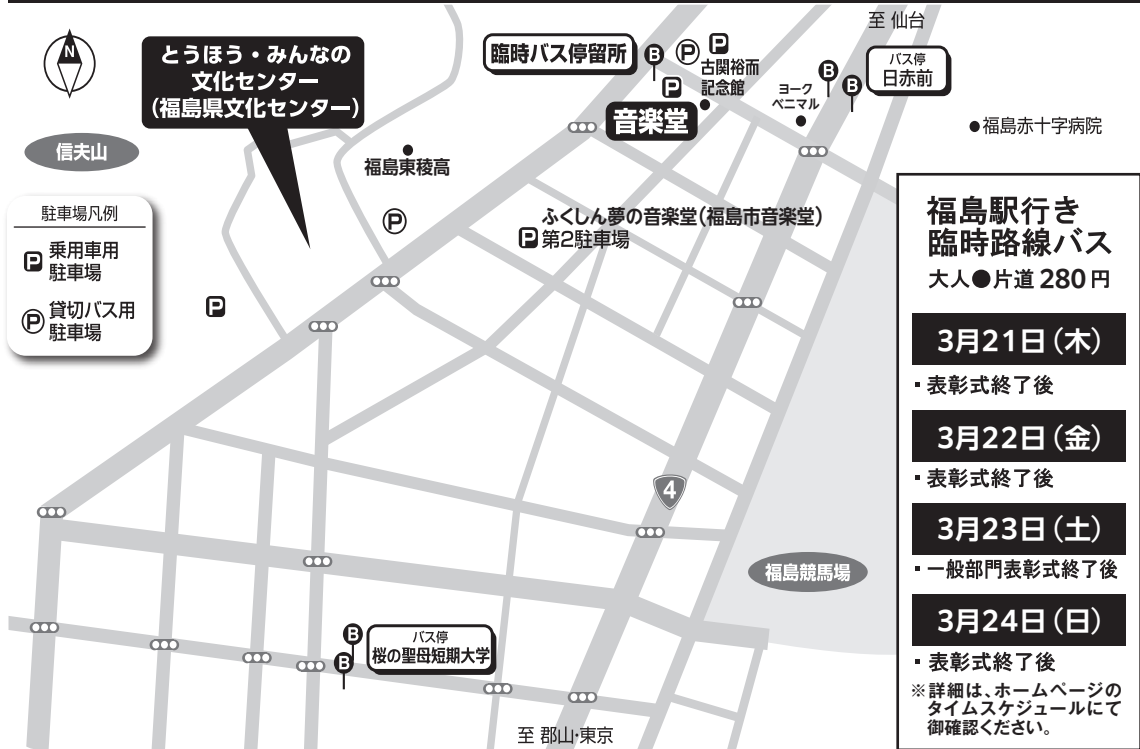 至 仙台
N
とうほう・みんなの
文化センター
(福島県文化センター)
臨時バス停留所
B
P
P
古関裕而
記念館
P
音楽堂
ヨーク
ベニマル
B
B
バス停
日赤前
福島赤十字病院
信夫山
福島東稜高
駐車場凡例
P 乗用車用
駐車場
P 貸切バス用
駐車場
P
P
ふくしん夢の音楽堂(福島市音楽堂)
P 第2駐車場
4
福島競馬場
B
B
バス停
桜の聖母短期大学
至 郡山・東京
福島駅行き
臨時路線バス
大人●片道 280 円
3月21日(木)
・表彰式終了後
3月22日(金)
・表彰式終了後
3月23日(土)
・一般部門表彰式終了後
3月24日(日)
・表彰式終了後
※詳細は、ホームページの
タイムスケジュールにて
御確認ください。